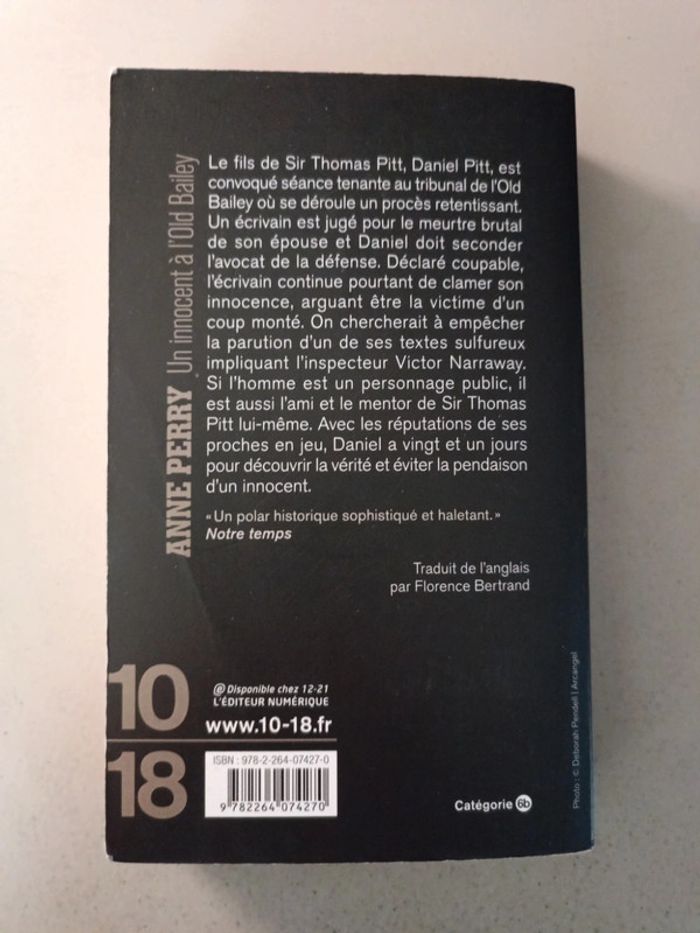 ANNE PERRY Un innocent à l'Old Bailey
Le fils de Sir Thomas Pitt, Daniel Pitt, est
convoqué séance tenante au tribunal de l'Old
Bailey où se déroule un procès retentissant.
Un écrivain est jugé pour le meurtre brutal
de son épouse et Daniel doit seconder
l'avocat de la défense. Déclaré coupable,
l'écrivain continue pourtant de clamer son
innocence, arguant être la victime d'un
coup monté. On chercherait à empêcher
la parution d'un de ses textes sulfureux
impliquant l'inspecteur Victor Narraway.
Si l'homme est un personnage public, il
est aussi l'ami et le mentor de Sir Thomas
Pitt lui-même. Avec les réputations de ses
proches en jeu, Daniel a vingt et un jours
pour découvrir la vérité et éviter la pendaison
d'un innocent.
« Un polar historique sophistiqué et haletant. »
Notre temps
Traduit de l'anglais
par Florence Bertrand
10
18
@ Disponible chez 12-21
L'ÉDITEUR NUMÉRIQUE
www.10-18.fr
ISBN : 978-2-264-07427-0
9 782264 074270
Catégorie 6b
Photo : © Deborah Pendell | Arcangel